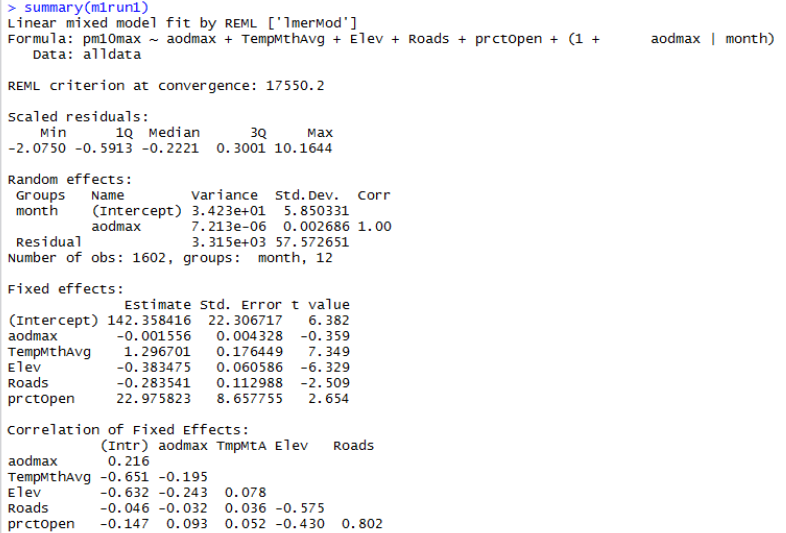 > summary(m1run1)
Linear mixed model fit by REML ['lmerMod']
Formula: pm10max ~ aodmax + TempMthAvg + Elev + Roads + prctOpen + (1 +      aodmax | month)
   Data: alldata

REML criterion at convergence: 17550.2

Scaled residuals:
    Min      1Q  Median      3Q     Max
-2.0750 -0.5913 -0.2221  0.3001 10.1644

Random effects:
 Groups   Name        Variance  Std.Dev.  Corr
 month    (Intercept) 3.423e+01  5.850331
          aodmax      7.213e-06  0.002686 1.00
 Residual             3.315e+03 57.572651
Number of obs: 1602, groups:  month, 12

Fixed effects:
              Estimate Std. Error t value
(Intercept) 142.358416  22.306717   6.382
aodmax       -0.001556   0.004328  -0.359
TempMthAvg    1.296701   0.176449   7.349
Elev         -0.383475   0.060586  -6.329
Roads        -0.283541   0.112988  -2.509
prctOpen     22.975823   8.657755   2.654

Correlation of Fixed Effects:
           (Intr) aodmax TmpMtA Elev   Roads
aodmax      0.216
TempMthAvg -0.651 -0.195
Elev       -0.632 -0.243  0.078
Roads      -0.046 -0.032  0.036 -0.575
prctOpen   -0.147  0.093  0.052 -0.430  0.802